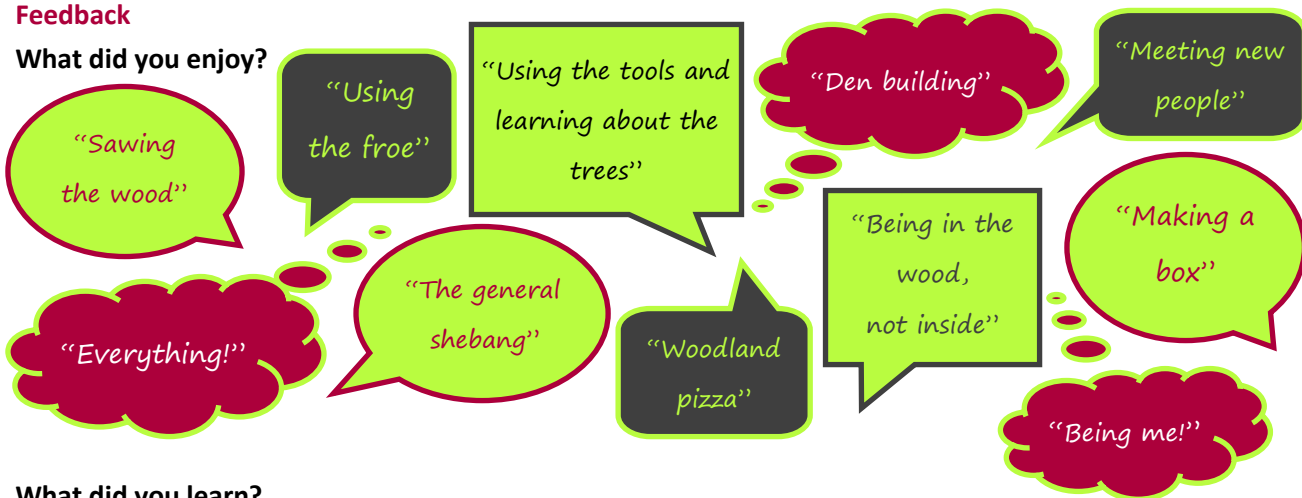 Feedback
What did you enjoy?
“Sawing
the wood”
“Using
the froe”
“Using the tools and
learning about the
trees”
“Den building”
“Meeting new
people”
“Everything!”
“The general
shebang”
“Woodland
pizza”
“Being in the
wood,
not inside”
“Making a
box”
“Being me!”
What did you learn?